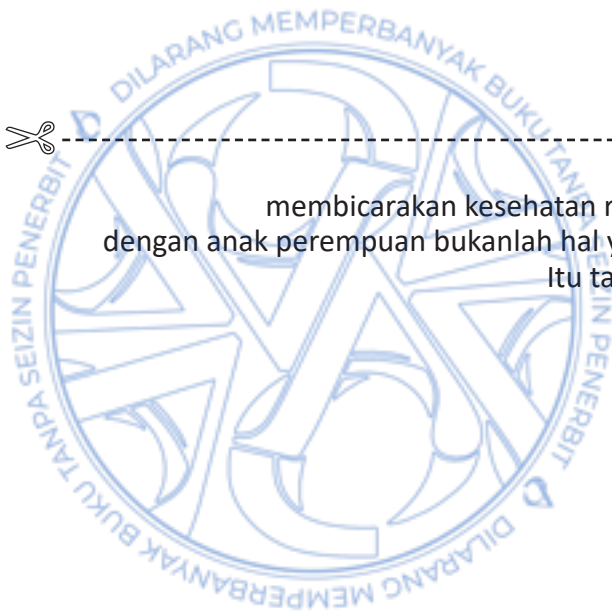 DILARANG MEMPERBANYAK BUKU TANPA SEIZIN PENERBIT
membicarakan kesehatan
dengan anak perempuan bukanlah hal
Itu
DILARANG MEMPERBANYAK BUKU TANPA SEIZIN PENERBIT